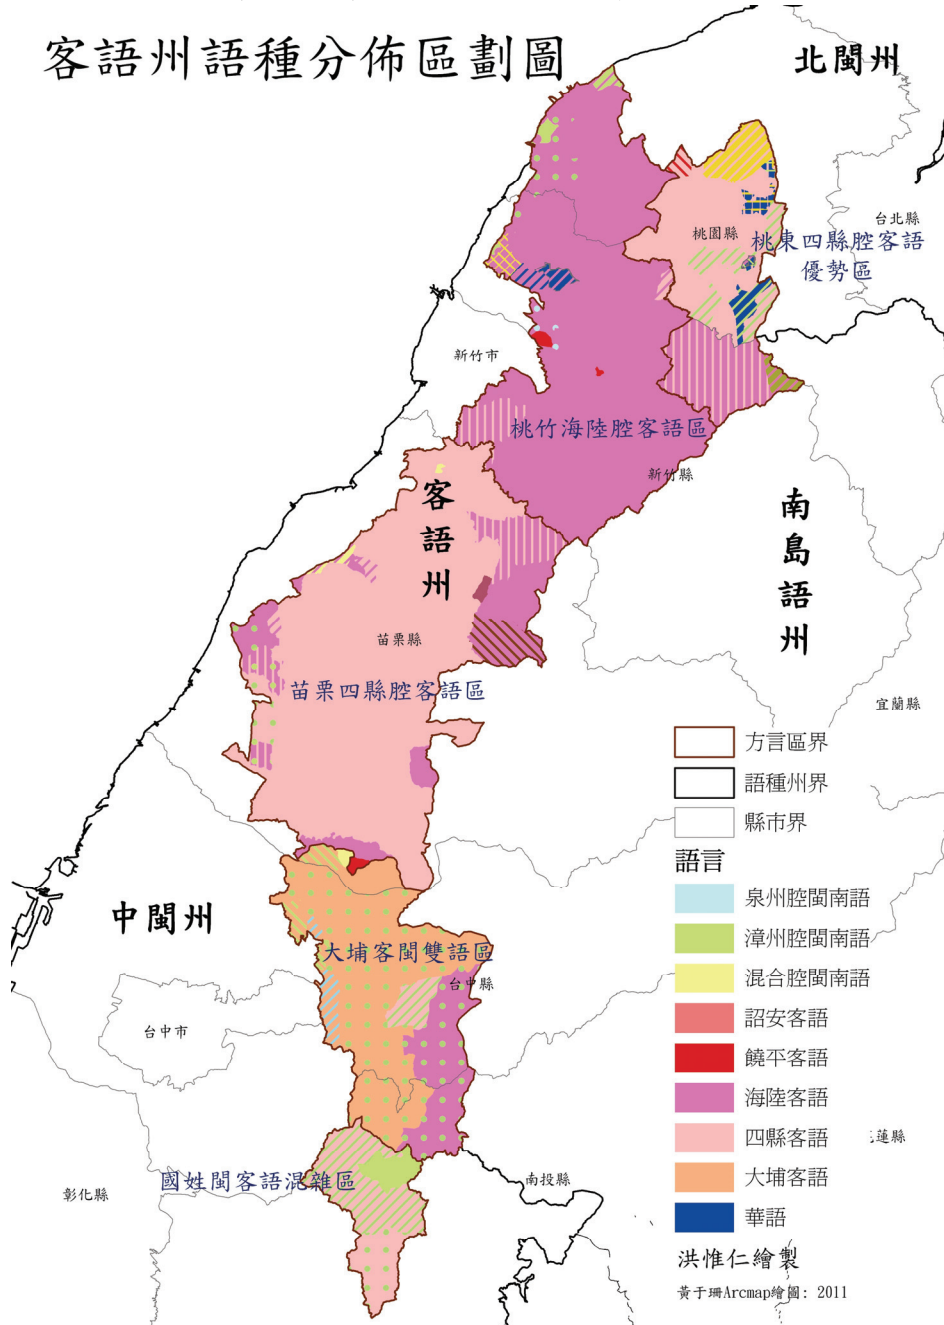 客語州語種分佈區劃圖
北閩州
台北縣
桃園縣
桃東四縣腔客語
優勢區
新竹市
桃竹海陸腔客語區
新竹縣
客語州
南島語州
苗栗縣
苗栗四縣腔客語區
宜蘭縣
中閩州
大埔客閩雙語區
台中縣
台中市
國姓閩客語混雜區
彰化縣
南投縣
蓮縣
方言區界
語種州界
縣市界
語言
泉州腔閩南語
漳州腔閩南語
混合腔閩南語
詔安客語
饒平客語
海陸客語
四縣客語
大埔客語
華語
洪惟仁繪製
黃于珊Arcmap繪圖: 2011